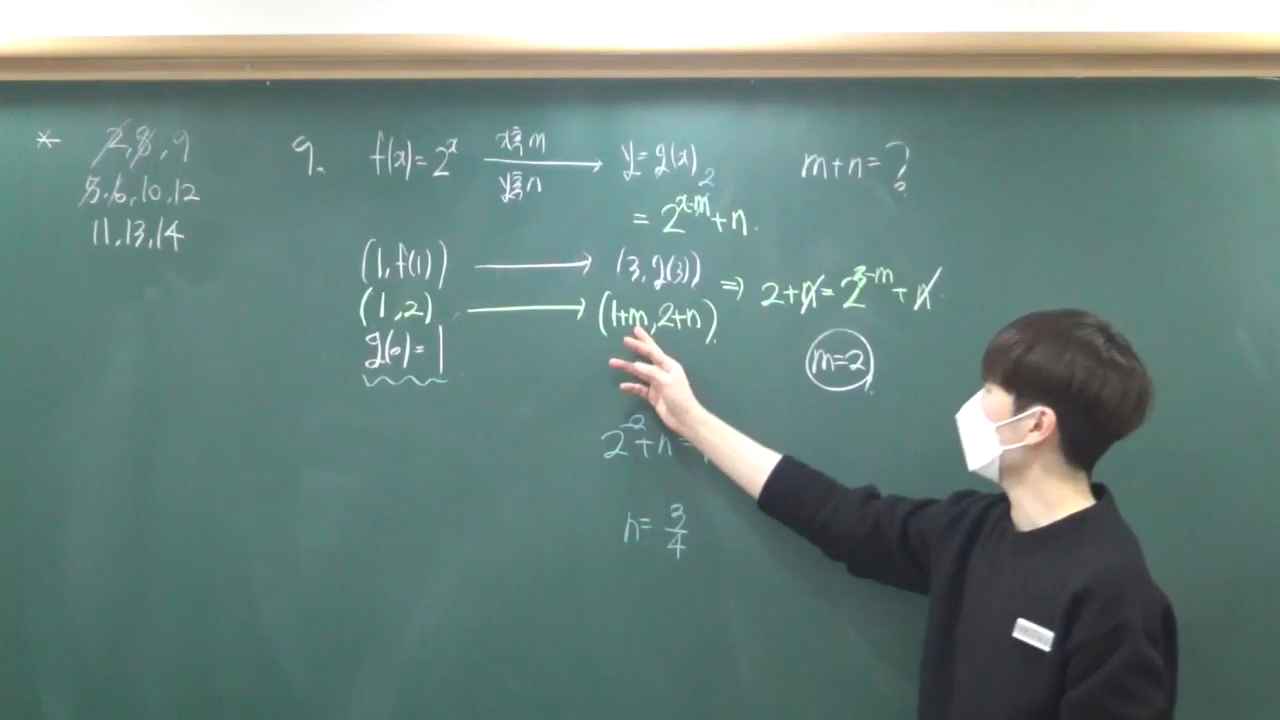 * 2, 8, 9
5, 6, 10, 12
11, 13, 14
9. f(x) = 2^x x축 m y축 n → y = g(x) m+n = ?
2
= 2^{x-m} + n.
(1, f(1)) → (3, g(3))
⇒ 2+n = 2^{3-m} + n
(1, 2) → (1+m, 2+n)
g(0) = 1
m=2
2^{-2} + n =
n = 3/4